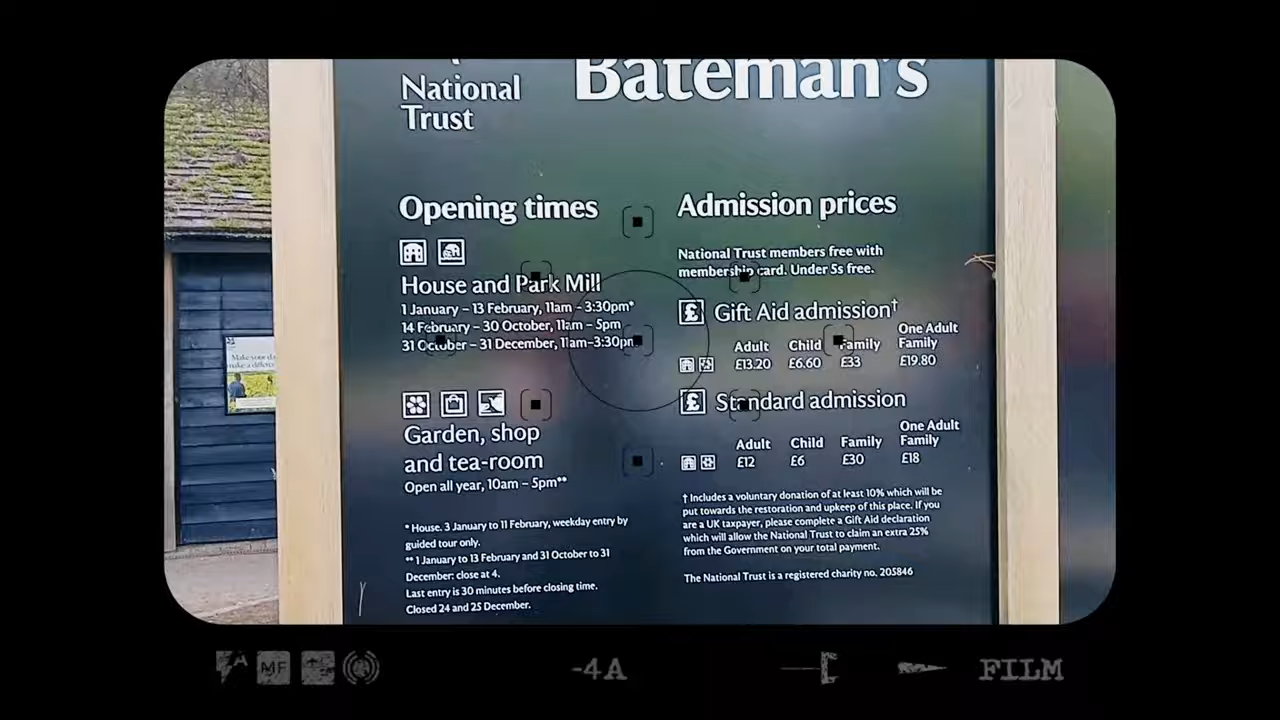 National
Trust
Bateman's
Opening times
House and Park Mill
1 January – 13 February, 11am – 3:30pm*
14 February – 30 October, 11am – 5pm
31 October – 31 December, 11am–3:30pm
Garden, shop
and tea-room
Open all year, 10am – 5pm**
* House. 3 January to 11 February, weekday entry by
guided tour only.
** 1 January to 13 February and 31 October to 31
December: close at 4.
Last entry is 30 minutes before closing time.
Closed 24 and 25 December.
Admission prices
National Trust members free with
membership card. Under 5s free.
£ Gift Aid admission†
Adult Child Family One Adult Family
£13.20 £6.60 £33 £19.80
£ Standard admission
Adult Child Family One Adult Family
£12 £6 £30 £18
† Includes a voluntary donation of at least 10% which will be
put towards the restoration and upkeep of this place. If you
are a UK taxpayer, please complete a Gift Aid declaration
which will allow the National Trust to claim an extra 25%
from the Government on your total payment.
The National Trust is a registered charity no. 205846
Make your da
make a differe
A MF -4A FILM